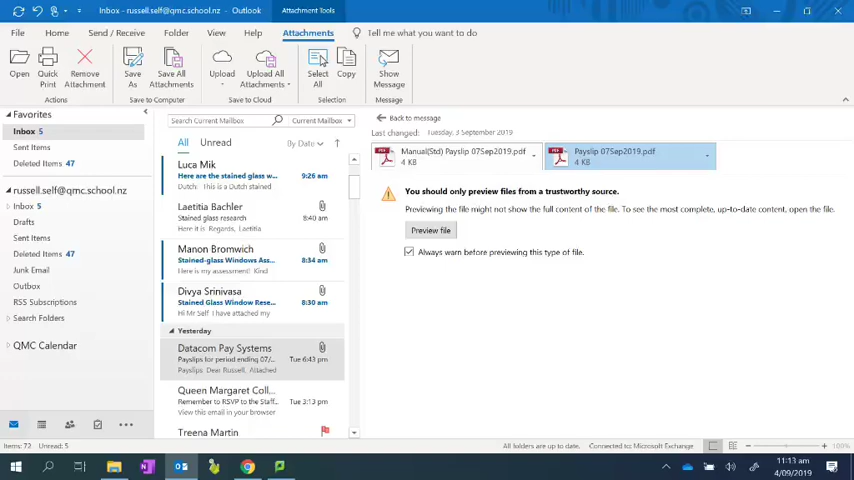 Inbox - russell.self@qmc.school.nz - Outlook
Attachment Tools
File
Home
Send / Receive
Folder
View
Help
Attachments
Tell me what you want to do
Open
Quick Print
Remove Attachment
Save As
Save All Attachments
Upload
Upload All Attachments
Select All
Copy
Show Message
Actions
Save to Computer
Save to Cloud
Selection
Message
Favorites
Inbox 5
Sent Items
Deleted Items 47
russell.self@qmc.school.nz
Inbox 5
Drafts
Sent Items
Deleted Items 47
Junk Email
Outbox
RSS Subscriptions
Search Folders
QMC Calendar
Search Current Mailbox
Current Mailbox
All Unread
By Date
Luca Mik
Here are the stained glass w... 9:26 am
Dutch: This is a Dutch stained
Laetitia Bachler
Stained glass research 8:40 am
Here it is. Regards, Laetitia
Manon Bromwich
Stained-glass Windows Ass... 8:34 am
Here is my assessment! Kind
Divya Srinivasa
Stained Glass Window Rese... 8:30 am
Hi Mr Self I have attached my
Yesterday
Datacom Pay Systems
Payslips for period ending 07/... Tue 6:43 pm
Payslips. Dear Russell, Attached
Queen Margaret Coll...
Remember to RSVP to the Staff... Tue 3:13 pm
View this email in your browser
Treena Martin
Back to message
Last changed: Tuesday, 3 September 2019
Manual(Std) Payslip 07Sep2019.pdf
4 KB
Payslip 07Sep2019.pdf
4 KB
You should only preview files from a trustworthy source.
Previewing the file might not show the full content of the file. To see the most complete, up-to-date content, open the file.
Preview file
Always warn before previewing this type of file.
Items: 72 Unread: 5
All folders are up to date.
Connected to: Microsoft Exchange
100%
11:13 am
4/09/2019